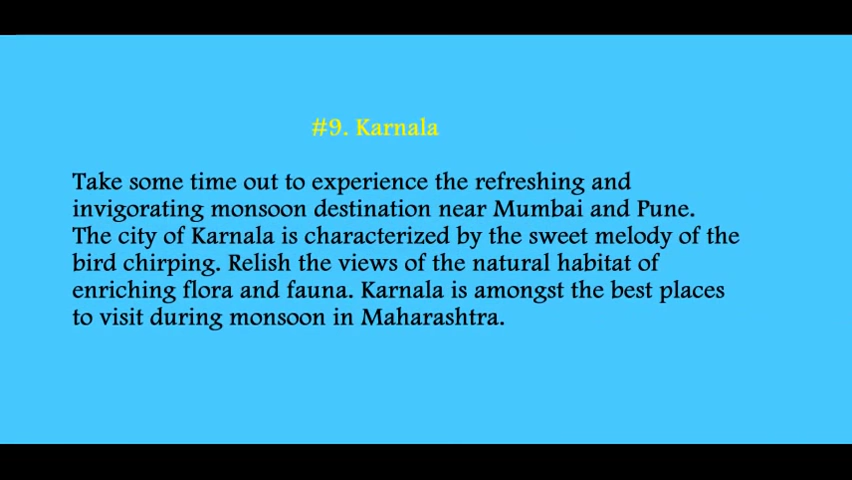 #9. Karnala
Take some time out to experience the refreshing and
invigorating monsoon destination near Mumbai and Pune.
The city of Karnala is characterized by the sweet melody of the
bird chirping. Relish the views of the natural habitat of
enriching flora and fauna. Karnala is amongst the best places
to visit during monsoon in Maharashtra.